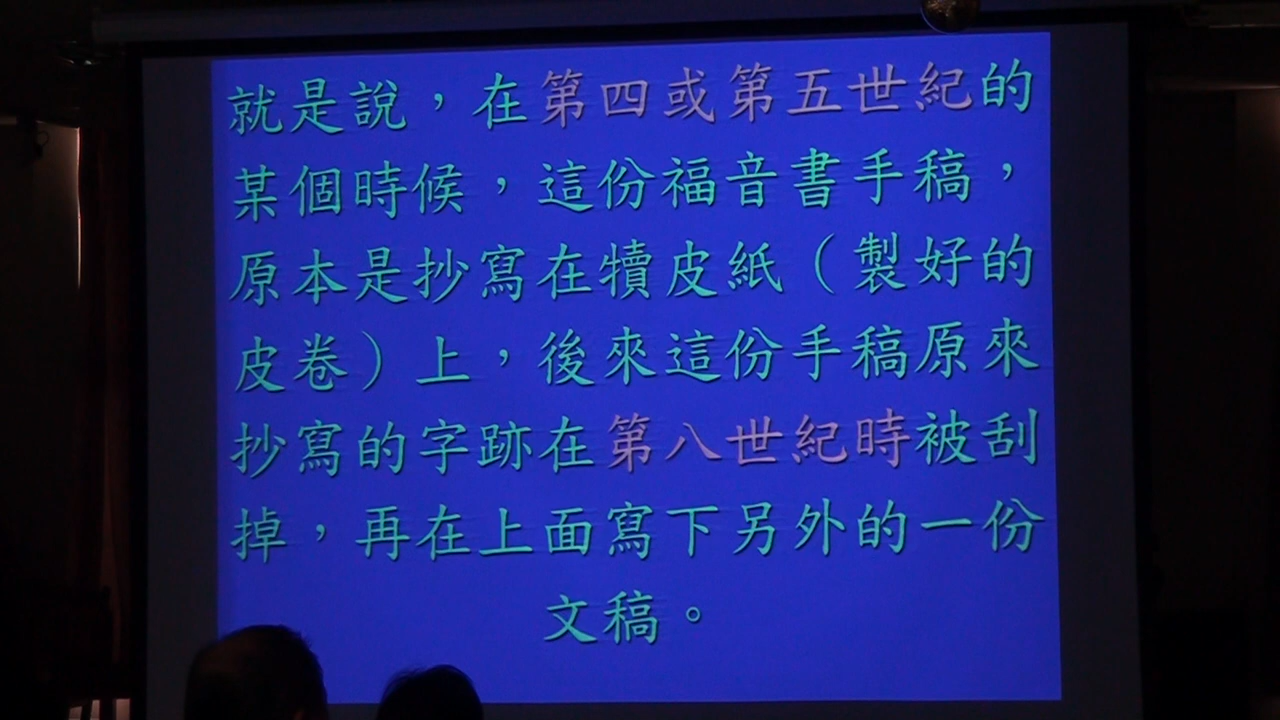 就是說，在第四或第五世紀的
某個時候，這份福音書手稿，
原本是抄寫在犢皮紙（製好的
皮卷）上，後來這份手稿原來
抄寫的字跡在第八世紀時被刮
掉，再在上面寫下另外的一份
文稿。